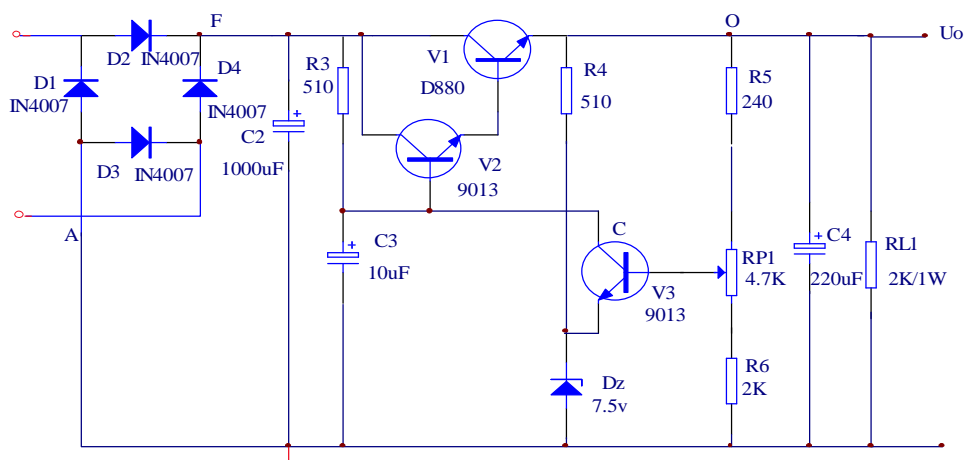 F
O
Uo
D2
IN4007
D4
IN4007
D1
IN4007
D3
IN4007
A
C2
1000uF
+
R3
510
V1
D880
V2
9013
R4
510
R5
240
C3
10uF
+
C
V3
9013
RP1
4.7K
C4
220uF
+
RL1
2K/1W
Dz
7.5v
R6
2K